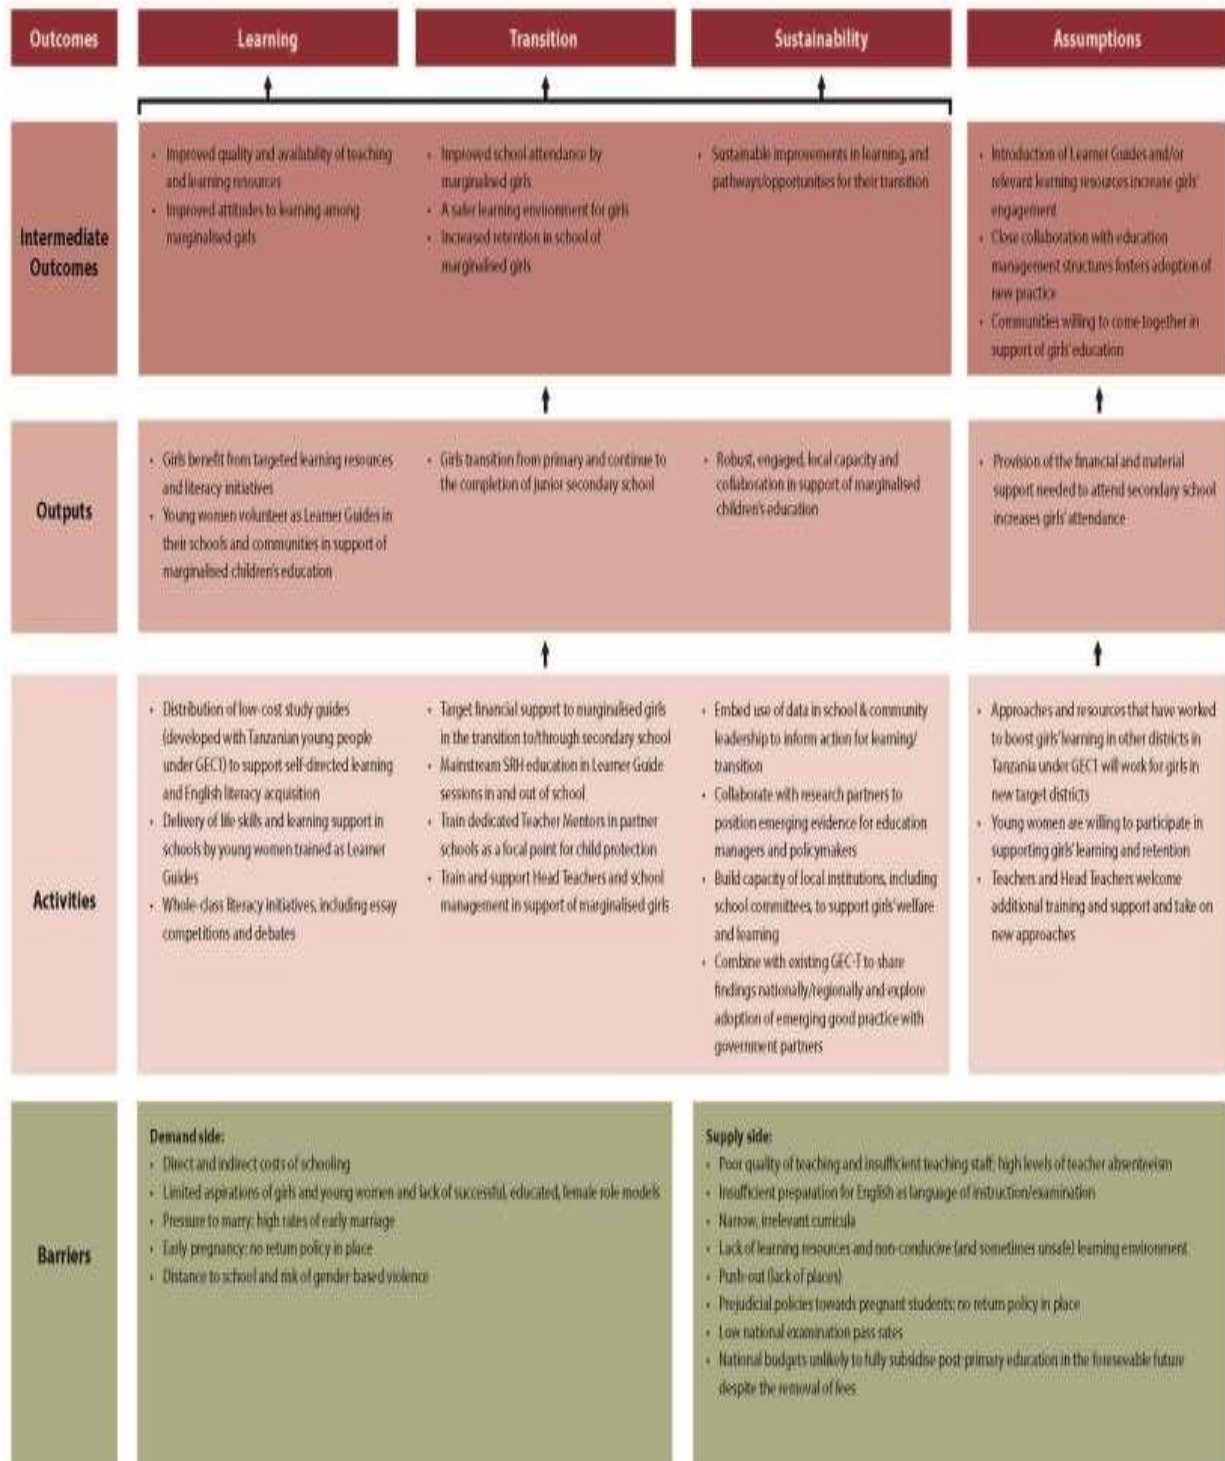 Outcomes
Learning
Transition
Sustainability
Assumptions
Intermediate
Outcomes
• Improved quality and availability of teaching
and learning resources
• Improved attitudes to learning among
marginalised girls
• Improved school attendance by
marginalised girls
• A safer learning environment for girls
• Increased retention in school of
marginalised girls
• Sustainable improvements in learning, and
pathways/opportunities for their transition
• Introduction of Learner Guides and/or
relevant learning resources increase girls'
engagement
• Close collaboration with education
management structures fosters adoption of
new practice
• Communities willing to come together in
support of girls' education
Outputs
• Girls benefit from targeted learning resources
and literacy initiatives
• Young women volunteer as Learner Guides in
their schools and communities in support of
marginalised children's education
• Girls transition from primary and continue to
the completion of junior secondary school
• Robust, engaged, local capacity and
collaboration in support of marginalised
children's education
• Provision of the financial and material
support needed to attend secondary school
increases girls' attendance
Activities
• Distribution of low-cost study guides
(developed with Tanzanian young people
under GEC1) to support self-directed learning
and English literacy acquisition
• Delivery of life skills and learning support in
schools by young women trained as Learner
Guides
• Whole-class literacy initiatives, including essay
competitions and debates
• Target financial support to marginalised girls
in the transition to/through secondary school
• Mainstream SRH education in Learner Guide
sessions in and out of school
• Train dedicated Teacher Mentors in partner
schools as a focal point for child protection
• Train and support Head Teachers and school
management in support of marginalised girls
• Embed use of data in school & community
leadership to inform action for learning/
transition
• Collaborate with research partners to
position emerging evidence for education
managers and policymakers
• Build capacity of local institutions, including
school committees, to support girls' welfare
and learning
• Combine with existing GEC-T to share
findings nationally/regionally and explore
adoption of emerging good practice with
government partners
• Approaches and resources that have worked
to boost girls' learning in other districts in
Tanzania under GEC1 will work for girls in
new target districts
• Young women are willing to participate in
supporting girls' learning and retention
• Teachers and Head Teachers welcome
additional training and support and take on
new approaches
Barriers
Demand side:
• Direct and indirect costs of schooling
• Limited aspirations of girls and young women and lack of successful, educated, female role models
• Pressure to marry; high rates of early marriage
• Early pregnancy; no return policy in place
• Distance to school and risk of gender-based violence
Supply side:
• Poor quality of teaching and insufficient teaching staff; high levels of teacher absenteeism
• Insufficient preparation for English as language of instruction/examination
• Narrow, irrelevant curricula
• Lack of learning resources and non-conducive (and sometimes unsafe) learning environment
• Push-out (lack of places)
• Prejudicial policies towards pregnant students; no return policy in place
• Low national examination pass rates
• National budgets unlikely to fully subsidise post-primary education in the foreseeable future
despite the removal of fees